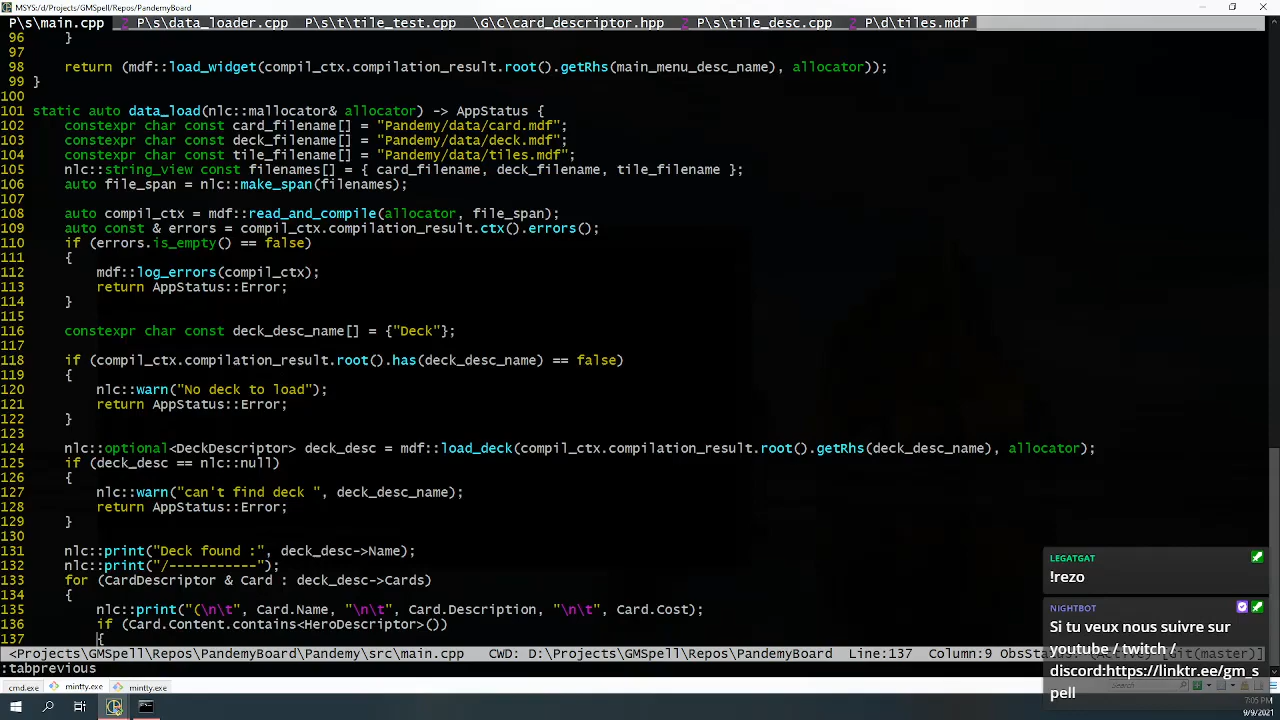 MSYS:/d/Projects/GMSpell/Repos/PandemyBoard
P\s\main.cpp 2 P\s\data_loader.cpp P\s\t\tile_test.cpp \G\C\card_descriptor.hpp 2 P\s\tile_desc.cpp 2 P\d\tiles.mdf
96 }
97
98 return (mdf::load_widget(compil_ctx.compilation_result.root().getRhs(main_menu_desc_name), allocator));
99 }
100
101 static auto data_load(nlc::mallocator& allocator) -> AppStatus {
102 constexpr char const card_filename[] = "Pandemy/data/card.mdf";
103 constexpr char const deck_filename[] = "Pandemy/data/deck.mdf";
104 constexpr char const tile_filename[] = "Pandemy/data/tiles.mdf";
105 nlc::string_view const filenames[] = { card_filename, deck_filename, tile_filename };
106 auto file_span = nlc::make_span(filenames);
107
108 auto compil_ctx = mdf::read_and_compile(allocator, file_span);
109 auto const & errors = compil_ctx.compilation_result.ctx().errors();
110 if (errors.is_empty() == false)
111 {
112 mdf::log_errors(compil_ctx);
113 return AppStatus::Error;
114 }
115
116 constexpr char const deck_desc_name[] = {"Deck"};
117
118 if (compil_ctx.compilation_result.root().has(deck_desc_name) == false)
119 {
120 nlc::warn("No deck to load");
121 return AppStatus::Error;
122 }
123
124 nlc::optional<DeckDescriptor> deck_desc = mdf::load_deck(compil_ctx.compilation_result.root().getRhs(deck_desc_name), allocator);
125 if (deck_desc == nlc::null)
126 {
127 nlc::warn("can't find deck ", deck_desc_name);
128 return AppStatus::Error;
129 }
130
131 nlc::print("Deck found :", deck_desc->Name);
132 nlc::print("/-----------");
133 for (CardDescriptor & Card : deck_desc->Cards)
134 {
135 nlc::print("(\n\t", Card.Name, "\n\t", Card.Description, "\n\t", Card.Cost);
136 if (Card.Content.contains<HeroDescriptor>())
137 {
<Projects\GMSpell\Repos\PandemyBoard\Pandemy\src\main.cpp CWD: D:\Projects\GMSpell\Repos\PandemyBoard Line:137 Column:9 Obsesta
:tabprevious
LEGATGAT
!rezo
NIGHTBOT
Si tu veux nous suivre sur
youtube / twitch /
discord:https://linktr.ee/gm_s
pell
cmd.exe mintty.exe mintty.exe
7:05 PM
9/9/2021